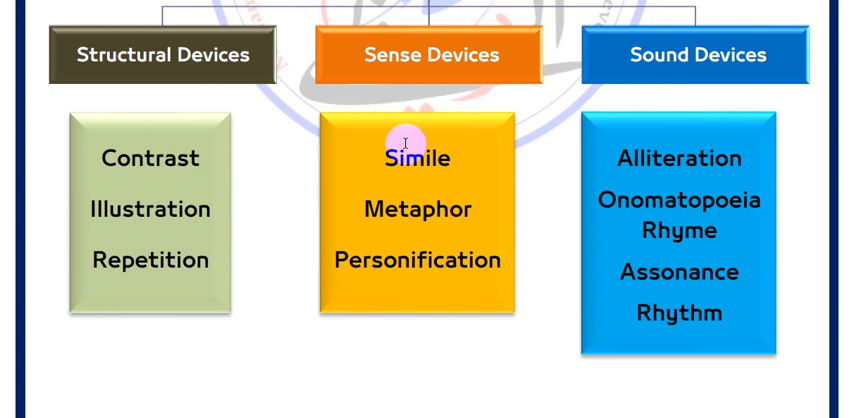 Structural Devices
Sense Devices
Sound Devices
Contrast
Illustration
Repetition
Simile
Metaphor
Personification
Alliteration
Onomatopoeia
Rhyme
Assonance
Rhythm